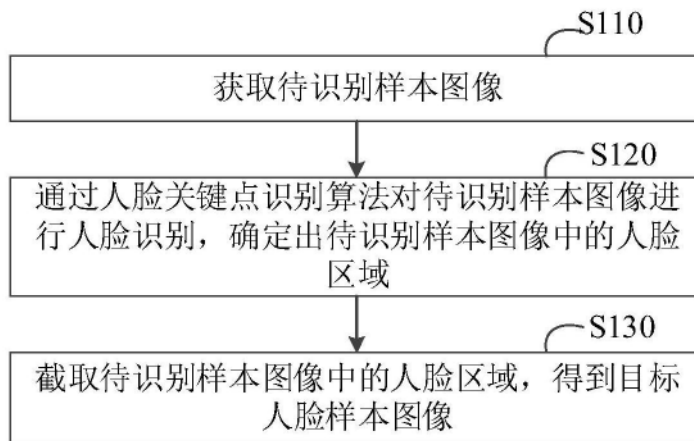 S110
获取待识别样本图像
S120
通过人脸关键点识别算法对待识别样本图像进
行人脸识别，确定出待识别样本图像中的人脸
区域
S130
截取待识别样本图像中的人脸区域，得到目标
人脸样本图像